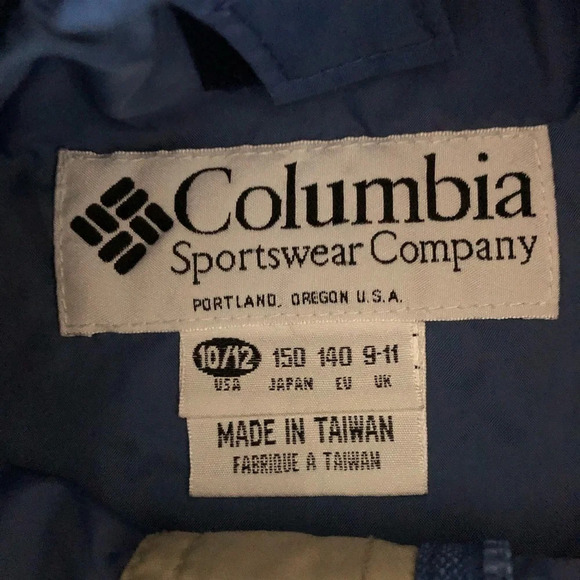 Columbia
Sportswear Company
PORTLAND, OREGON U.S.A.
10/12 150 140 9-11
USA JAPAN EU UK
MADE IN TAIWAN
FABRIQUE A TAIWAN